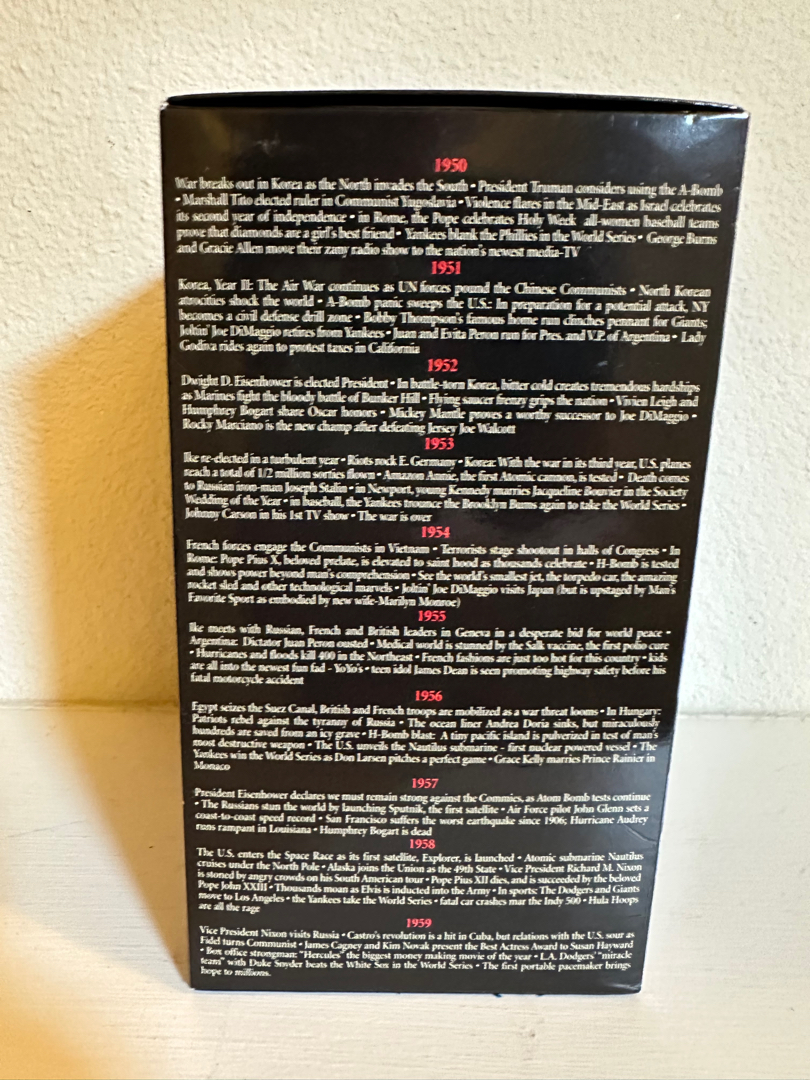 1950
War breaks out in Korea as the North invades the South • President Truman considers using the A-Bomb
• Marshall Tito elected ruler in Communist Yugoslavia • Violence flares in the Mid-East as Israel celebrates
its second year of independence • in Rome, the Pope celebrates Holy Week all-women baseball teams
prove that diamonds are a girl's best friend • Yankees blank the Phillies in the World Series • George Burns
and Gracie Allen move their zany radio show to the nation's newest media-TV
1951
Korea, Year II: The Air War continues as UN forces pound the Chinese Communists • North Korean
atrocities shock the world • A-Bomb panic sweeps the U.S.: In preparation for a potential attack, NY
becomes a civil defense drill zone • Bobby Thompson's famous home run clinches pennant for Giants;
Joltin' Joe DiMaggio retires from Yankees • Juan and Evita Peron run for Pres. and V.P. of Argentina • Lady
Godiva rides again to protest taxes in California
1952
Dwight D. Eisenhower is elected President • In battle-torn Korea, bitter cold creates tremendous hardships
as Marines fight the bloody battle of Bunker Hill • Flying saucer frenzy grips the nation • Vivien Leigh and
Humphrey Bogart share Oscar honors • Mickey Mantle proves a worthy successor to Joe DiMaggio •
Rocky Marciano is the new champ after defeating Jersey Joe Walcott
1953
Ike re-elected in a turbulent year • Riots rock E. Germany • Korea: With the war in its third year, U.S. planes
reach a total of 1/2 million sorties flown • Amazon Annie, the first Atomic cannon, is tested • Death comes
to Russian iron-man Joseph Stalin • in Newport, young Kennedy marries Jacqueline Bouvier in the Society
Wedding of the Year • in baseball, the Yankees trounce the Brooklyn Bums again to take the World Series •
Johnny Carson in his 1st TV show • The war is over
1954
French forces engage the Communists in Vietnam • Terrorists stage shootout in halls of Congress • In
Rome: Pope Pius X, beloved prelate, is elevated to saint hood as thousands celebrate • H-Bomb is tested
and shows power beyond man's comprehension • See the world's smallest jet, the torpedo car, the amazing
rocket sled and other technological marvels • Joltin' Joe DiMaggio visits Japan (but is upstaged by Man's
Favorite Sport as embodied by new wife-Marilyn Monroe)
1955
Ike meets with Russian, French and British leaders in Geneva in a desperate bid for world peace •
Argentina: Dictator Juan Peron ousted • Medical world is stunned by the Salk vaccine, the first polio cure
• Hurricanes and floods kill 400 in the Northeast • French fashions are just too hot for this country • kids
are all into the newest fun fad - YoYo's • teen idol James Dean is seen promoting highway safety before his
fatal motorcycle accident
1956
Egypt seizes the Suez Canal, British and French troops are mobilized as a war threat looms • In Hungary:
Patriots rebel against the tyranny of Russia • The ocean liner Andrea Doria sinks, but miraculously
hundreds are saved from an icy grave • H-Bomb blast: A tiny pacific island is pulverized in test of man's
most destructive weapon • The U.S. unveils the Nautilus submarine - first nuclear powered vessel • The
Yankees win the World Series as Don Larsen pitches a perfect game • Grace Kelly marries Prince Rainier in
Monaco
1957
President Eisenhower declares we must remain strong against the Commies, as Atom Bomb tests continue
• The Russians stun the world by launching Sputnik, the first satellite • Air Force pilot John Glenn sets a
coast-to-coast speed record • San Francisco suffers the worst earthquake since 1906; Hurricane Audrey
runs rampant in Louisiana • Humphrey Bogart is dead
1958
The U.S. enters the Space Race as its first satellite, Explorer, is launched • Atomic submarine Nautilus
cruises under the North Pole • Alaska joins the Union as the 49th State • Vice President Richard M. Nixon
is stoned by angry crowds on his South American tour • Pope Pius XII dies, and is succeeded by the beloved
Pope John XXIII • Thousands moan as Elvis is inducted into the Army • In sports: The Dodgers and Giants
move to Los Angeles • the Yankees take the World Series • fatal car crashes mar the Indy 500 • Hula Hoops
are all the rage
1959
Vice President Nixon visits Russia • Castro's revolution is a hit in Cuba, but relations with the U.S. sour as
Fidel turns Communist • James Cagney and Kim Novak present the Best Actress Award to Susan Hayward
• Box office strongman: "Hercules" the biggest money making movie of the year • L.A. Dodgers' "miracle
team" with Duke Snyder beats the White Sox in the World Series • The first portable pacemaker brings
hope to millions.